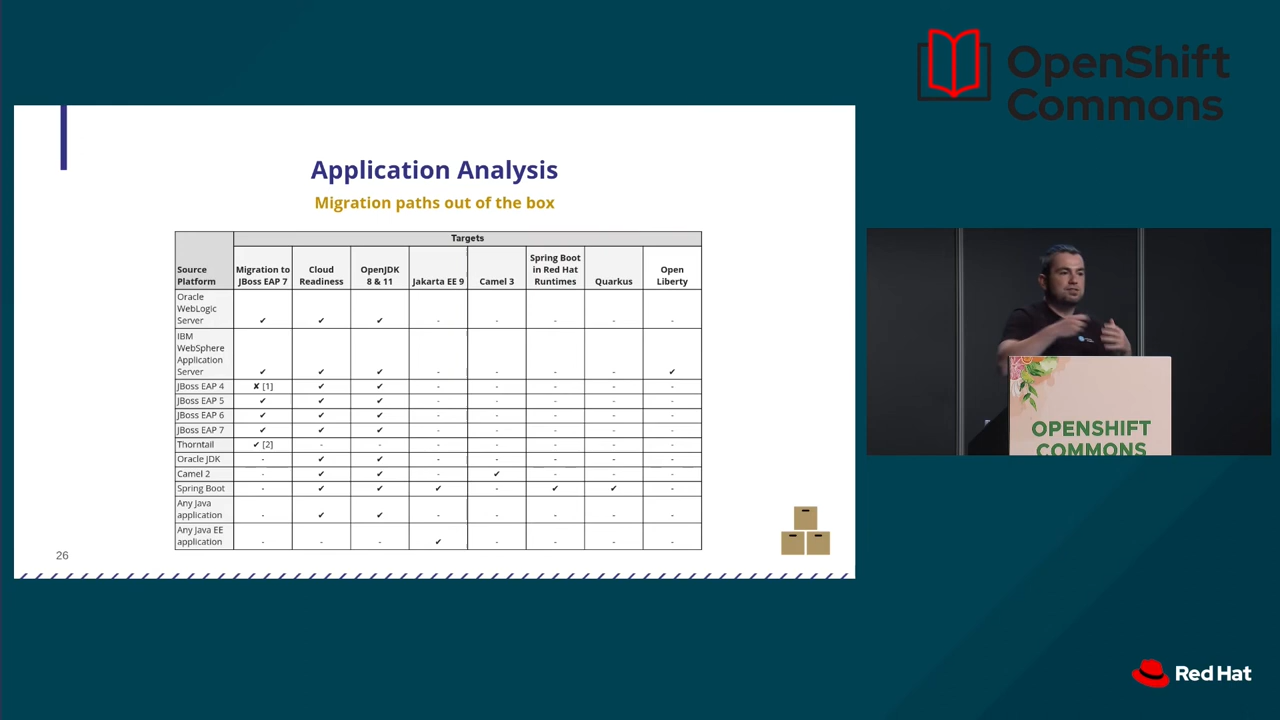 OpenShift
Commons
Application Analysis
Migration paths out of the box
Targets
Source Platform | Migration to JBoss EAP 7 | Cloud Readiness | OpenJDK 8 & 11 | Jakarta EE 9 | Camel 3 | Spring Boot in Red Hat Runtimes | Quarkus | Open Liberty
Oracle WebLogic Server | ✔ | ✔ | ✔ | - | - | - | - | -
IBM WebSphere Application Server | ✔ | ✔ | ✔ | - | - | - | - | ✔
JBoss EAP 4 | ✘ [1] | ✔ | ✔ | - | - | - | - | -
JBoss EAP 5 | ✔ | ✔ | ✔ | - | - | - | - | -
JBoss EAP 6 | ✔ | ✔ | ✔ | - | - | - | - | -
JBoss EAP 7 | ✔ | ✔ | ✔ | - | - | - | - | -
Thorntail | ✔ [2] | - | - | - | - | - | - | -
Oracle JDK | - | ✔ | ✔ | - | - | - | - | -
Camel 2 | - | ✔ | ✔ | - | ✔ | - | - | -
Spring Boot | - | ✔ | ✔ | ✔ | - | ✔ | ✔ | -
Any Java application | - | ✔ | ✔ | - | - | - | - | -
Any Java EE application | - | - | - | ✔ | - | - | - | -
26
OPENSHIFT
COMMONS
Red Hat